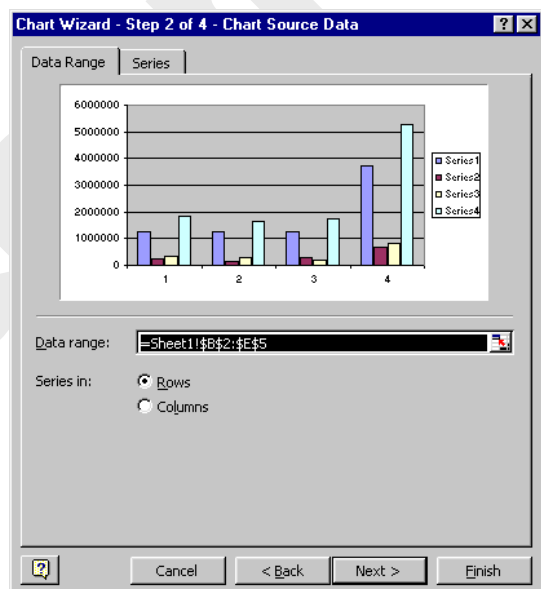 Chart Wizard - Step 2 of 4 - Chart Source Data
Data Range Series
6000000
5000000
4000000
3000000
2000000
1000000
0
1 2 3 4
Series1
Series2
Series3
Series4
Data range: =Sheet1!$B$2:$E$5
Series in: Rows
Columns
Cancel < Back Next > Finish